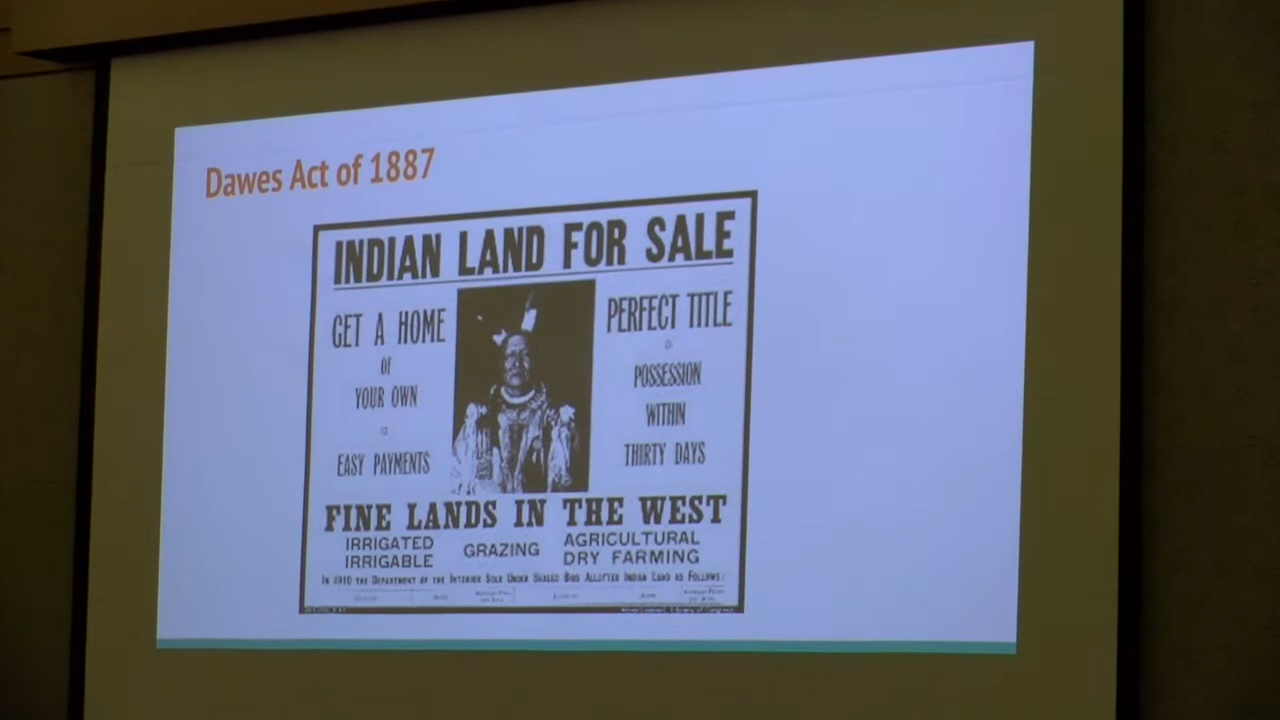 Dawes Act of 1887
INDIAN LAND FOR SALE
GET A HOME
OF
YOUR OWN
EASY PAYMENTS
PERFECT TITLE
POSSESSION
WITHIN
THIRTY DAYS
FINE LANDS IN THE WEST
IRRIGATED
IRRIGABLE
GRAZING
AGRICULTURAL
DRY FARMING
IN 1910 THE DEPARTMENT OF THE INTERIOR SOLD UNDER SEALED BIDS ALLOTTED INDIAN LAND AS FOLLOWS: